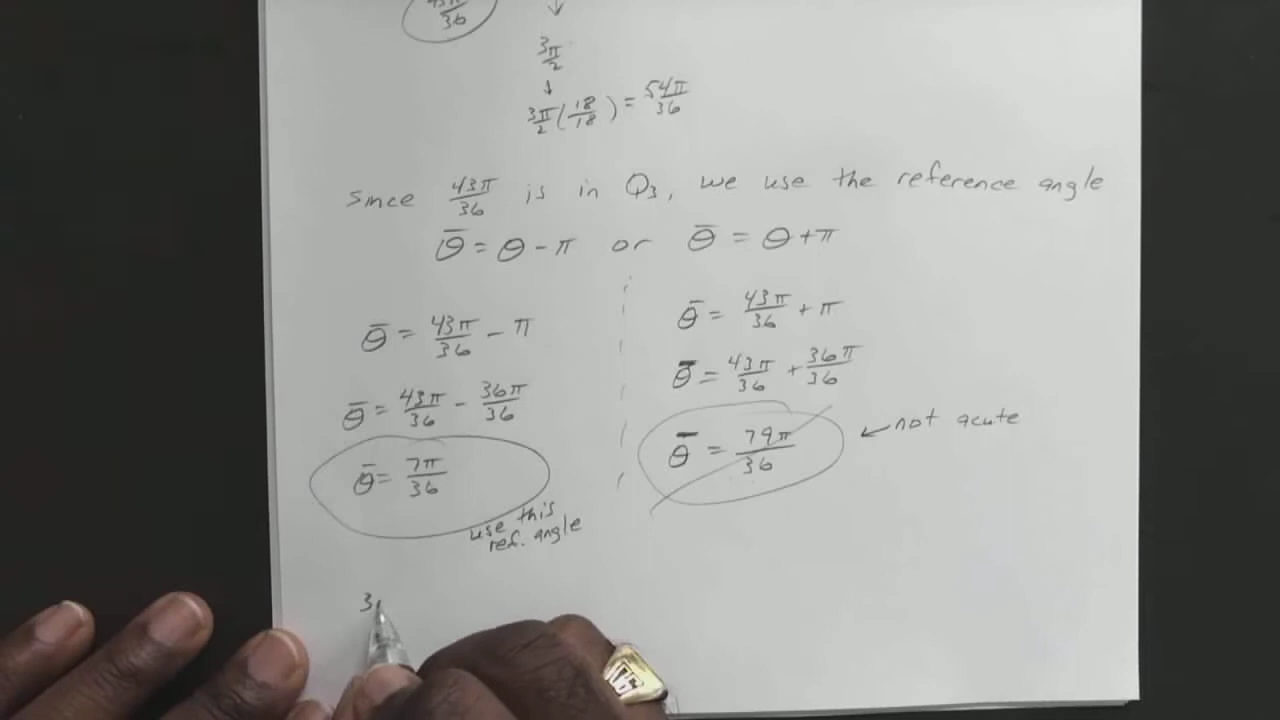 43π/36
3π/2
3π/2 (18/18) = 54π/36
Since 43π/36 is in Q3, we use the reference angle
θ̄ = θ - π or θ̄ = θ + π
θ̄ = 43π/36 - π
θ̄ = 43π/36 - 36π/36
θ̄ = 7π/36
use this
ref. angle
θ̄ = 43π/36 + π
θ̄ = 43π/36 + 36π/36
θ̄ = 79π/36
not acute
3